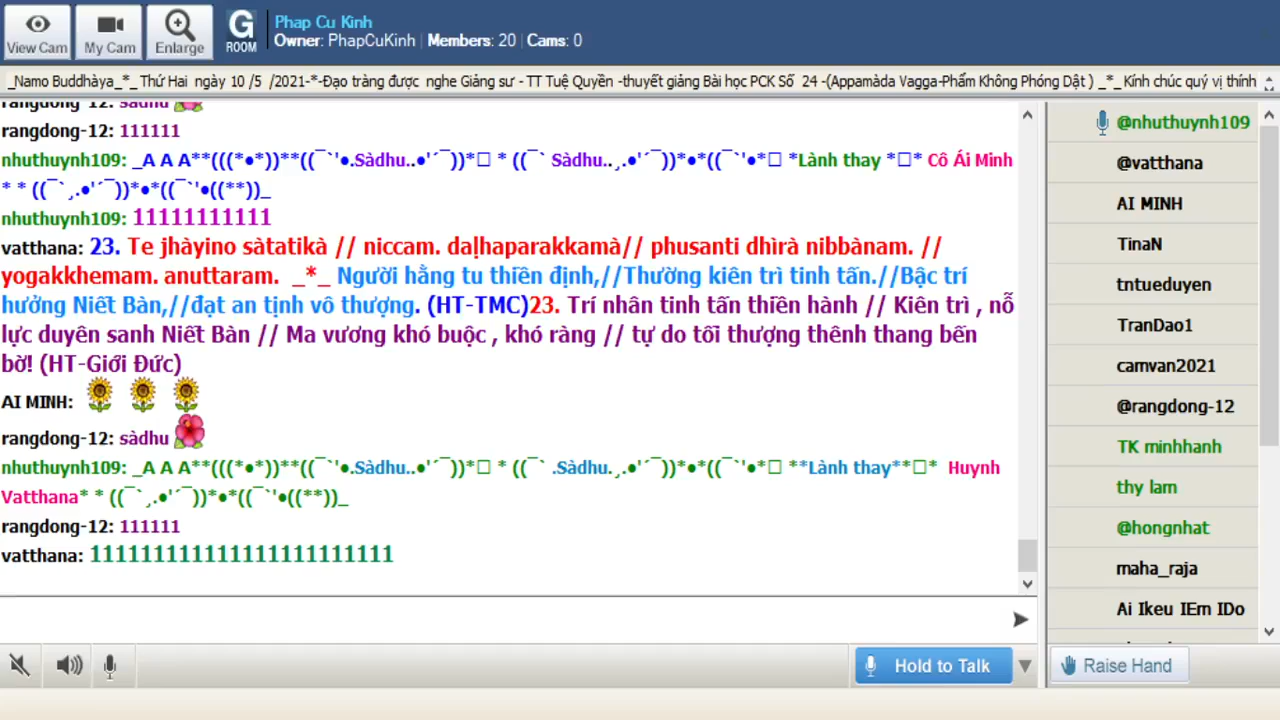 Phap Cu Kinh
Owner: PhapCuKinh | Members: 20 | Cams: 0
View Cam
My Cam
Enlarge
G ROOM
_Namo Buddhàya_*_ Thứ Hai ngày 10 /5 /2021-*-Đạo tràng được nghe Giảng sư - TT Tuệ Quyền -thuyết giảng Bài học PCK Số 24 -(Appamàda Vagga-Phẩm Không Phóng Dật ) _*_ Kính chúc quý vị thính
rangdong-12: sàdhu
rangdong-12: 111111
nhuthuynh109: _A A A**(((*●*))**((¯`'●.Sàdhu..●'´¯))*□ * ((¯` Sàdhu..¸.●'´¯))*●*((¯`'●*□ *Lành thay *□* Cô Ái Minh
* * ((¯`¸.●'´¯))*●*((¯`'●((**))_
nhuthuynh109: 11111111111
vatthana: 23. Te jhàyino sàtatikà // niccam. daḷhaparakkamà// phusanti dhìrà nibbànam. //
yogakkhemam. anuttaram. _*_ Người hằng tu thiền định,//Thường kiên trì tinh tấn.//Bậc trí
hưởng Niết Bàn,//đạt an tịnh vô thượng. (HT-TMC)23. Trí nhân tinh tấn thiền hành // Kiên trì , nỗ
lực duyên sanh Niết Bàn // Ma vương khó buộc , khó ràng // tự do tối thượng thênh thang bến
bờ! (HT-Giới Đức)
AI MINH:
rangdong-12: sàdhu
nhuthuynh109: _A A A**(((*●*))**((¯`'●.Sàdhu..●'´¯))*□ * ((¯` .Sàdhu.¸.●'´¯))*●*((¯`'●*□ **Lành thay**□* Huynh
Vatthana* * ((¯`¸.●'´¯))*●*((¯`'●((**))_
rangdong-12: 111111
vatthana: 111111111111111111111111
@nhuthuynh109
@vatthana
AI MINH
TinaN
tntueduyen
TranDao1
camvan2021
@rangdong-12
TK minhhanh
thy lam
@hongnhat
maha_raja
Ai Ikeu IEm IDo
Hold to Talk
Raise Hand